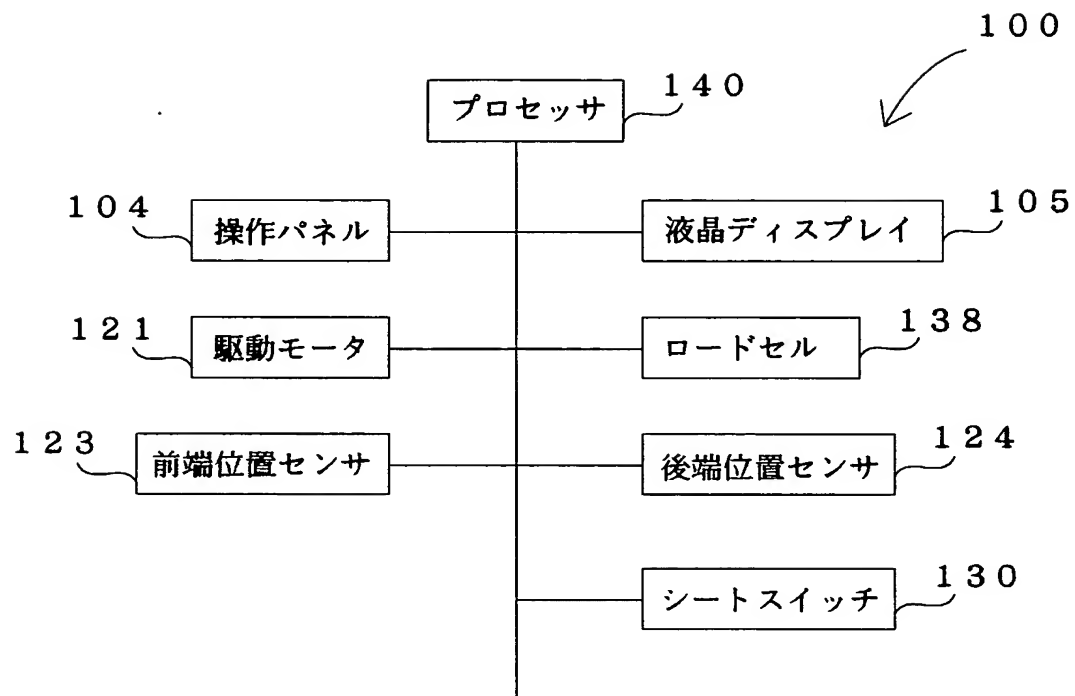 １００
プロセッサ
１４０
１０４
操作パネル
液晶ディスプレイ
１０５
１２１
駆動モータ
ロードセル
１３８
１２３
前端位置センサ
後端位置センサ
１２４
シートスイッチ
１３０